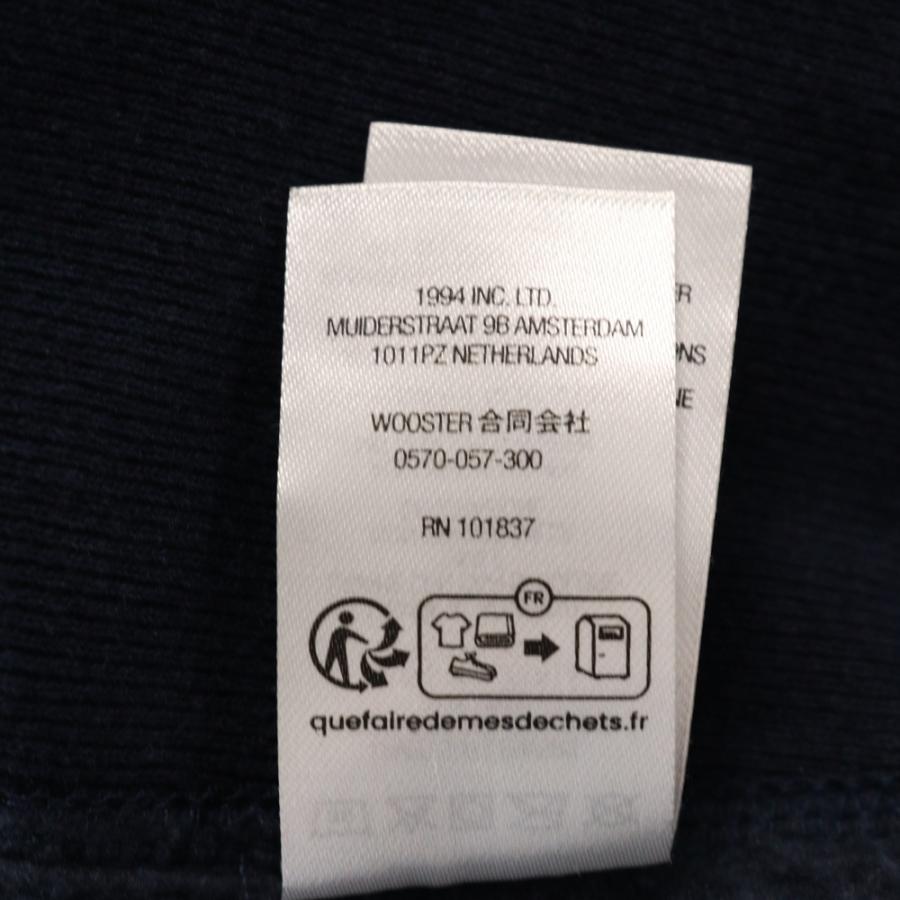 1994 INC. LTD.
MUIDERSTRAAT 9B AMSTERDAM
1011PZ NETHERLANDS
WOOSTER 合同会社
0570-057-300
RN 101837
FR
quefairedemesdechets.fr